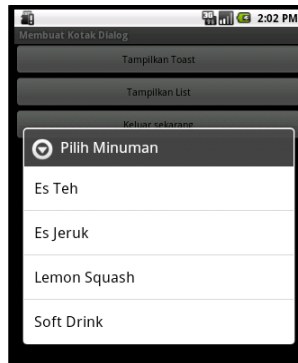 3G
2:02 PM
Membuat Kotak Dialog
Tampilkan Toast
Tampilkan List
Keluar sekarang
Pilih Minuman
Es Teh
Es Jeruk
Lemon Squash
Soft Drink